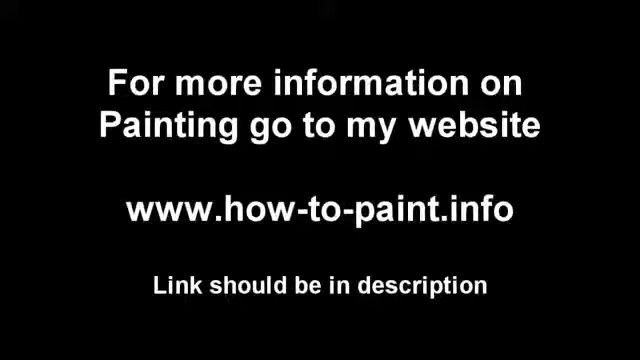 For more information on
Painting go to my website
www.how-to-paint.info
Link should be in description